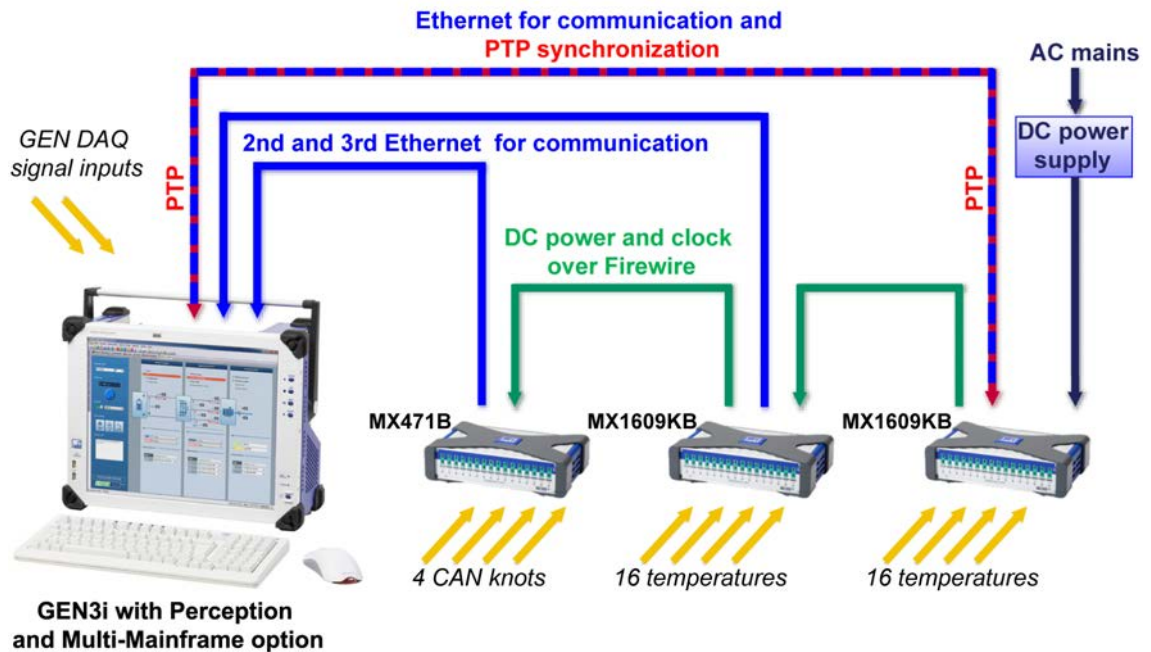 Ethernet for communication and
PTP synchronization
AC mains
GEN DAQ
signal inputs
2nd and 3rd Ethernet for communication
DC power
supply
PTP
PTP
DC power and clock
over Firewire
MX471B
MX1609KB
MX1609KB
4 CAN knots
16 temperatures
16 temperatures
GEN3i with Perception
and Multi-Mainframe option